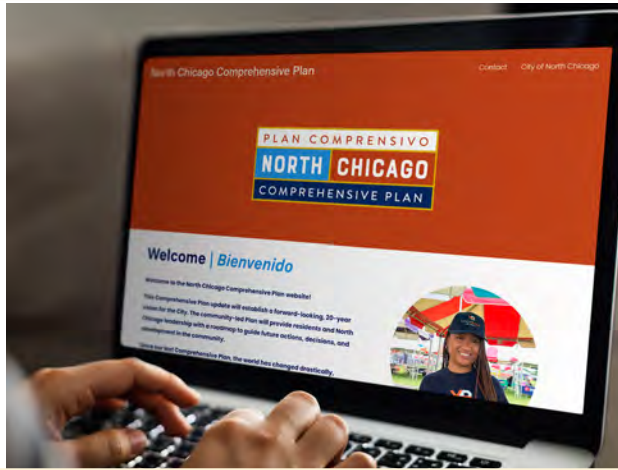 North Chicago Comprehensive Plan
Contact City of North Chicago
PLAN COMPRENSIVO
NORTH CHICAGO
COMPREHENSIVE PLAN
Welcome | Bienvenido
Welcome to the North Chicago Comprehensive Plan website!
This Comprehensive Plan update will establish a forward-looking, 20-year
vision for the City. The community-led Plan will provide residents and North
Chicago leadership with a roadmap to guide future actions, decisions, and
development in the community.
Since our last Comprehensive Plan, the world has changed drastically,